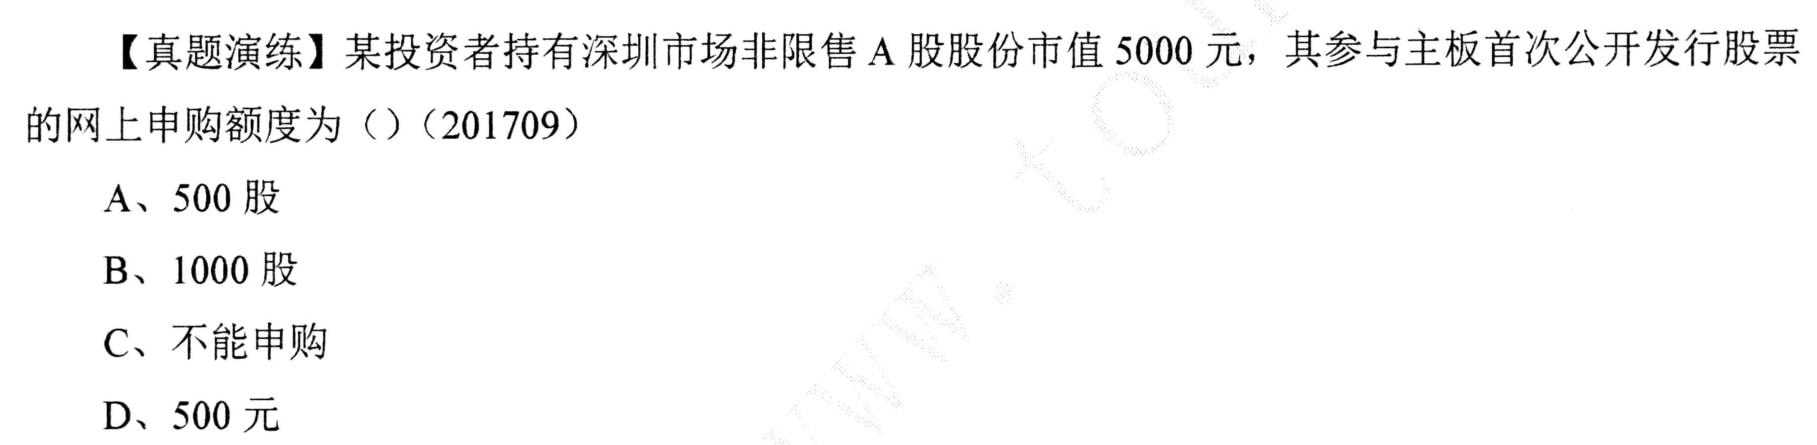 【真题演练】某投资者持有深圳市场非限售 A 股股份市值 5000 元，其参与主板首次公开发行股票
的网上申购额度为（）（201709）
A、500 股
B、1000 股
C、不能申购
D、500 元
www.tou